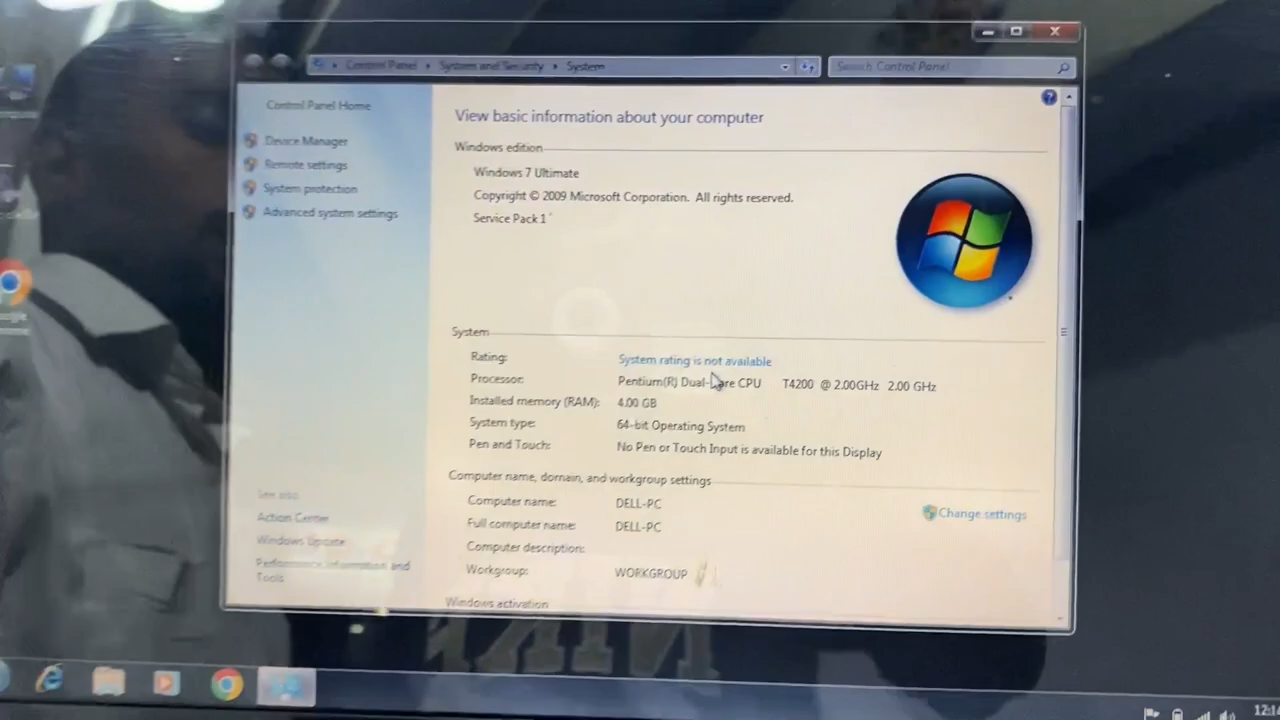 Control Panel System and Security System
Search Control Panel
Control Panel Home
Device Manager
Remote settings
System protection
Advanced system settings
See also
Action Center
Windows Update
Performance Information and
Tools
View basic information about your computer
Windows edition
Windows 7 Ultimate
Copyright © 2009 Microsoft Corporation. All rights reserved.
Service Pack 1
System
Rating: System rating is not available
Processor: Pentium(R) Dual-Core CPU T4200 @ 2.00GHz 2.00 GHz
Installed memory (RAM): 4.00 GB
System type: 64-bit Operating System
Pen and Touch: No Pen or Touch Input is available for this Display
Computer name, domain, and workgroup settings
Computer name: DELL-PC
Change settings
Full computer name: DELL-PC
Computer description:
Workgroup: WORKGROUP
Windows activation